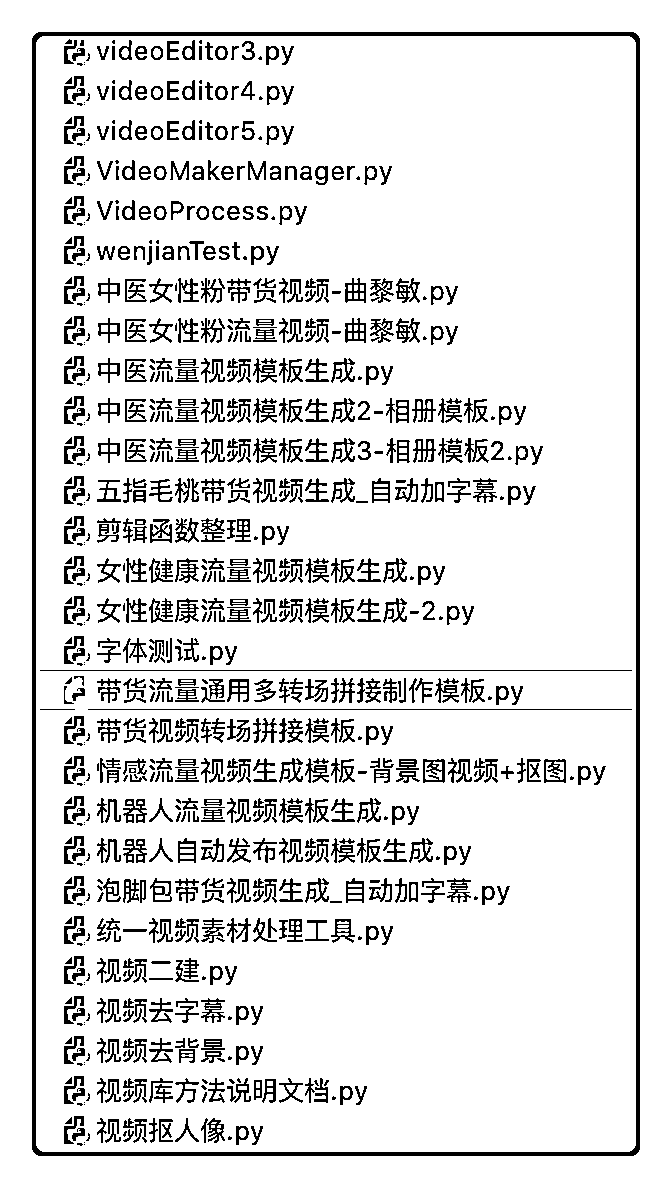 videoEditor3.py
videoEditor4.py
videoEditor5.py
VideoMakerManager.py
VideoProcess.py
wenjianTest.py
中医女性粉带货视频-曲黎敏.py
中医女性粉流量视频-曲黎敏.py
中医流量视频模板生成.py
中医流量视频模板生成2-相册模板.py
中医流量视频模板生成3-相册模板2.py
五指毛桃带货视频生成_自动加字幕.py
剪辑函数整理.py
女性健康流量视频模板生成.py
女性健康流量视频模板生成-2.py
字体测试.py
带货流量通用多转场拼接制作模板.py
带货视频转场拼接模板.py
情感流量视频生成模板-背景图视频+抠图.py
机器人流量视频模板生成.py
机器人自动发布视频模板生成.py
泡脚包带货视频生成_自动加字幕.py
统一视频素材处理工具.py
视频二建.py
视频去字幕.py
视频去背景.py
视频库方法说明文档.py
视频抠人像.py